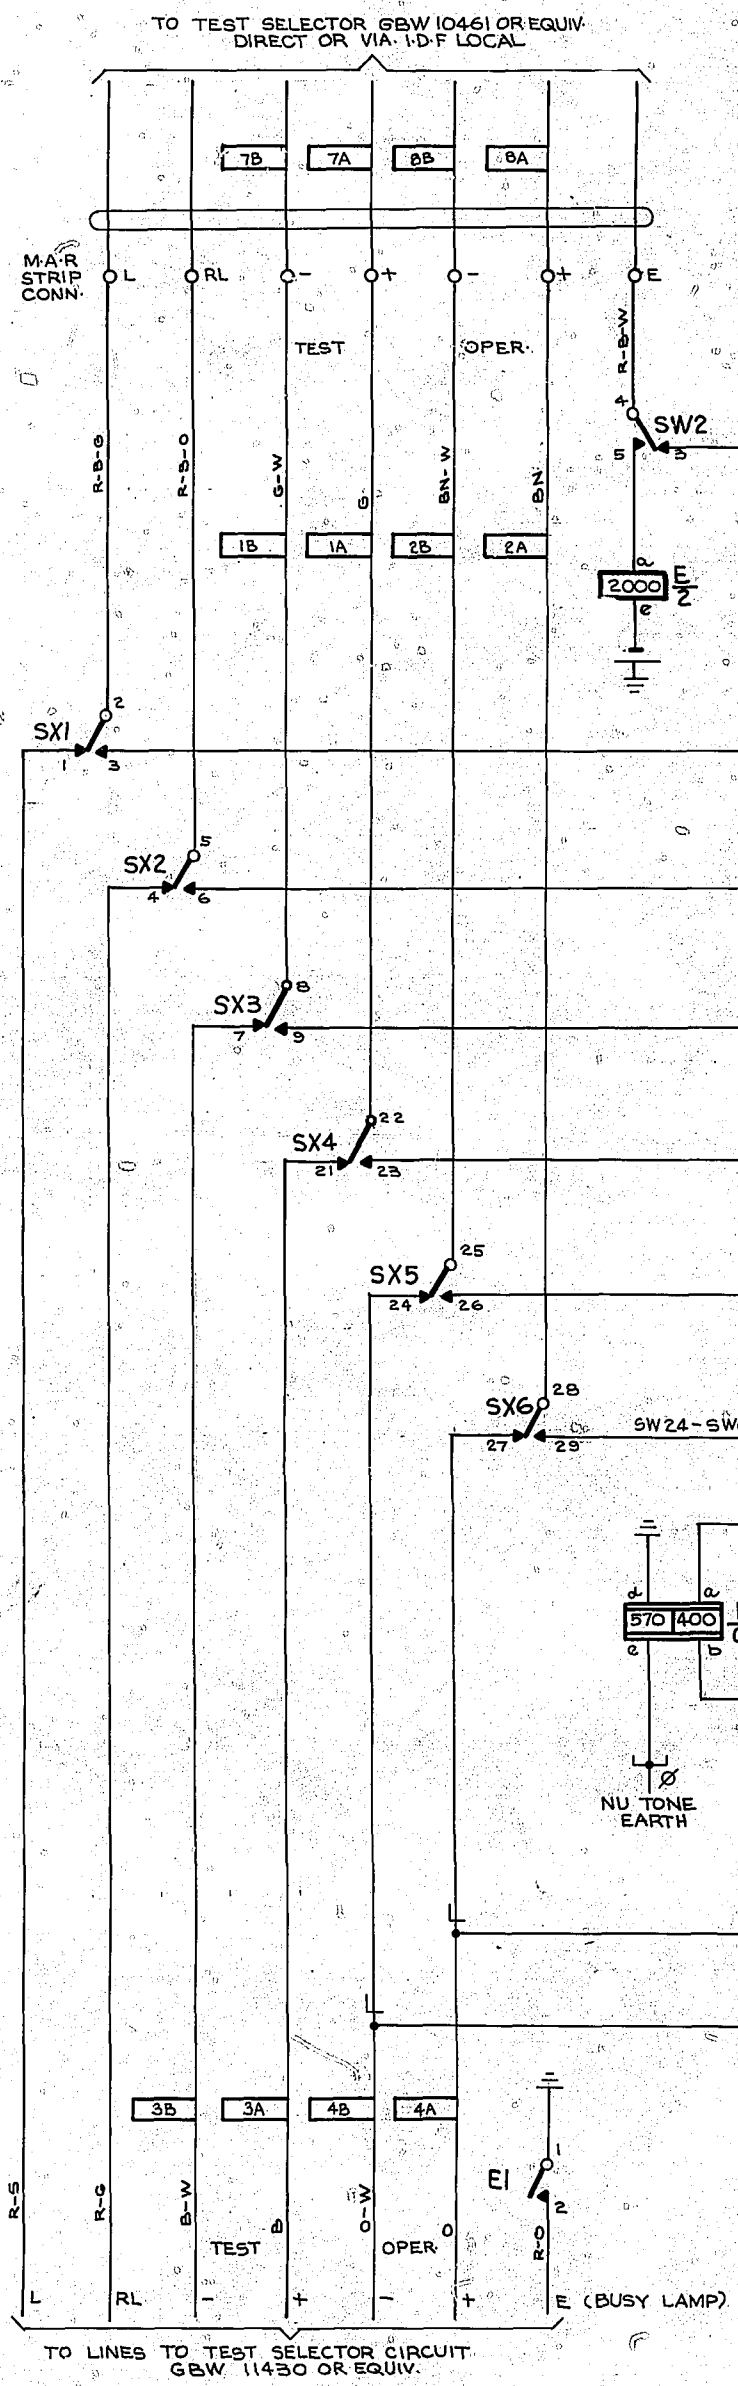 TO TEST SELECTOR GBW 10461 OR EQUIV.
DIRECT OR VIA. I.D.F LOCAL
7B 7A 8B 8A
M.A.R
STRIP
CONN.
L RL - + - + E
TEST OPER.
R-B-W
4
SW2
5 3
R-B-G
R-B-O
G-W
G
BN-W
BN
1B 1A 2B 2A
a
2000
E
2
e
2
SX1
1 3
5
SX2
4 6
8
SX3
7 9
22
SX4
21 23
25
SX5
24 26
28
SX6
27 29
SW24-SW
d a
570 400
e b
Ø
NU TONE
EARTH
3B 3A 4B 4A
1
E1
2
R-S
R-G
B-W
B
O-W
O
R-O
TEST OPER.
L RL - + - + E (BUSY LAMP)
TO LINES TO TEST SELECTOR CIRCUIT
GBW 11430 OR EQUIV.